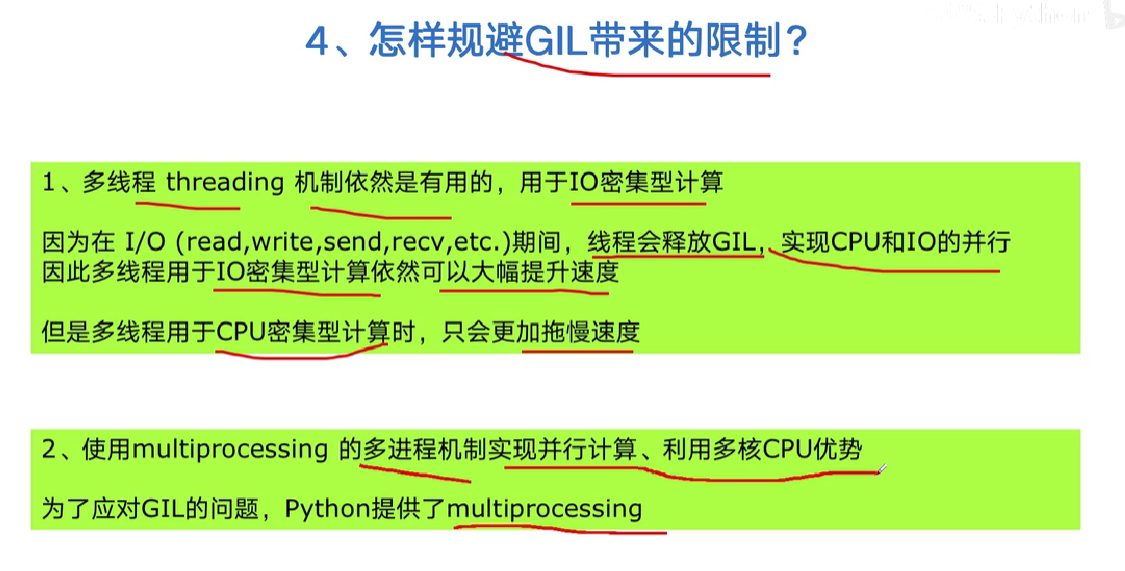 4、怎样规避GIL带来的限制？
1、多线程 threading 机制依然是有用的，用于IO密集型计算
因为在 I/O (read,write,send,recv,etc.)期间，线程会释放GIL，实现CPU和IO的并行
因此多线程用于IO密集型计算依然可以大幅提升速度
但是多线程用于CPU密集型计算时，只会更加拖慢速度
2、使用multiprocessing 的多进程机制实现并行计算、利用多核CPU优势
为了应对GIL的问题，Python提供了multiprocessing